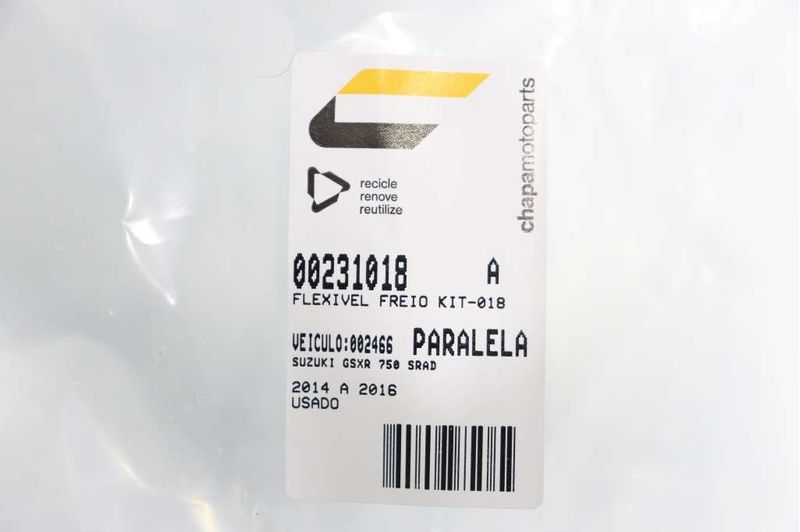 chapamotoparts
recicle
renove
reutilize
00231018 A
FLEXIVEL FREIO KIT-018
VEICULO:002466 PARALELA
SUZUKI GSXR 750 SRAD
2014 A 2016
USADO